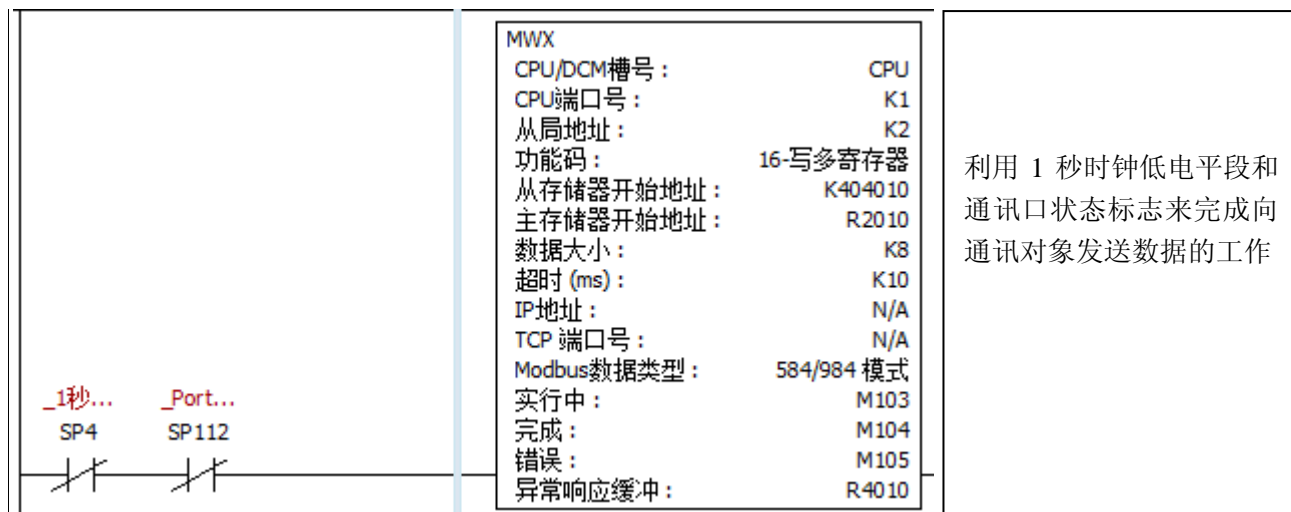 MWX
CPU/DCM槽号： CPU
CPU端口号： K1
从局地址： K2
功能码： 16-写多寄存器
从存储器开始地址： K404010
主存储器开始地址： R2010
数据大小： K8
超时 (ms)： K10
IP地址： N/A
TCP 端口号： N/A
Modbus数据类型： 584/984 模式
实行中： M103
完成： M104
错误： M105
异常响应缓冲： R4010
_1秒... _Port...
SP4 SP112
利用 1 秒时钟低电平段和
通讯口状态标志来完成向
通讯对象发送数据的工作